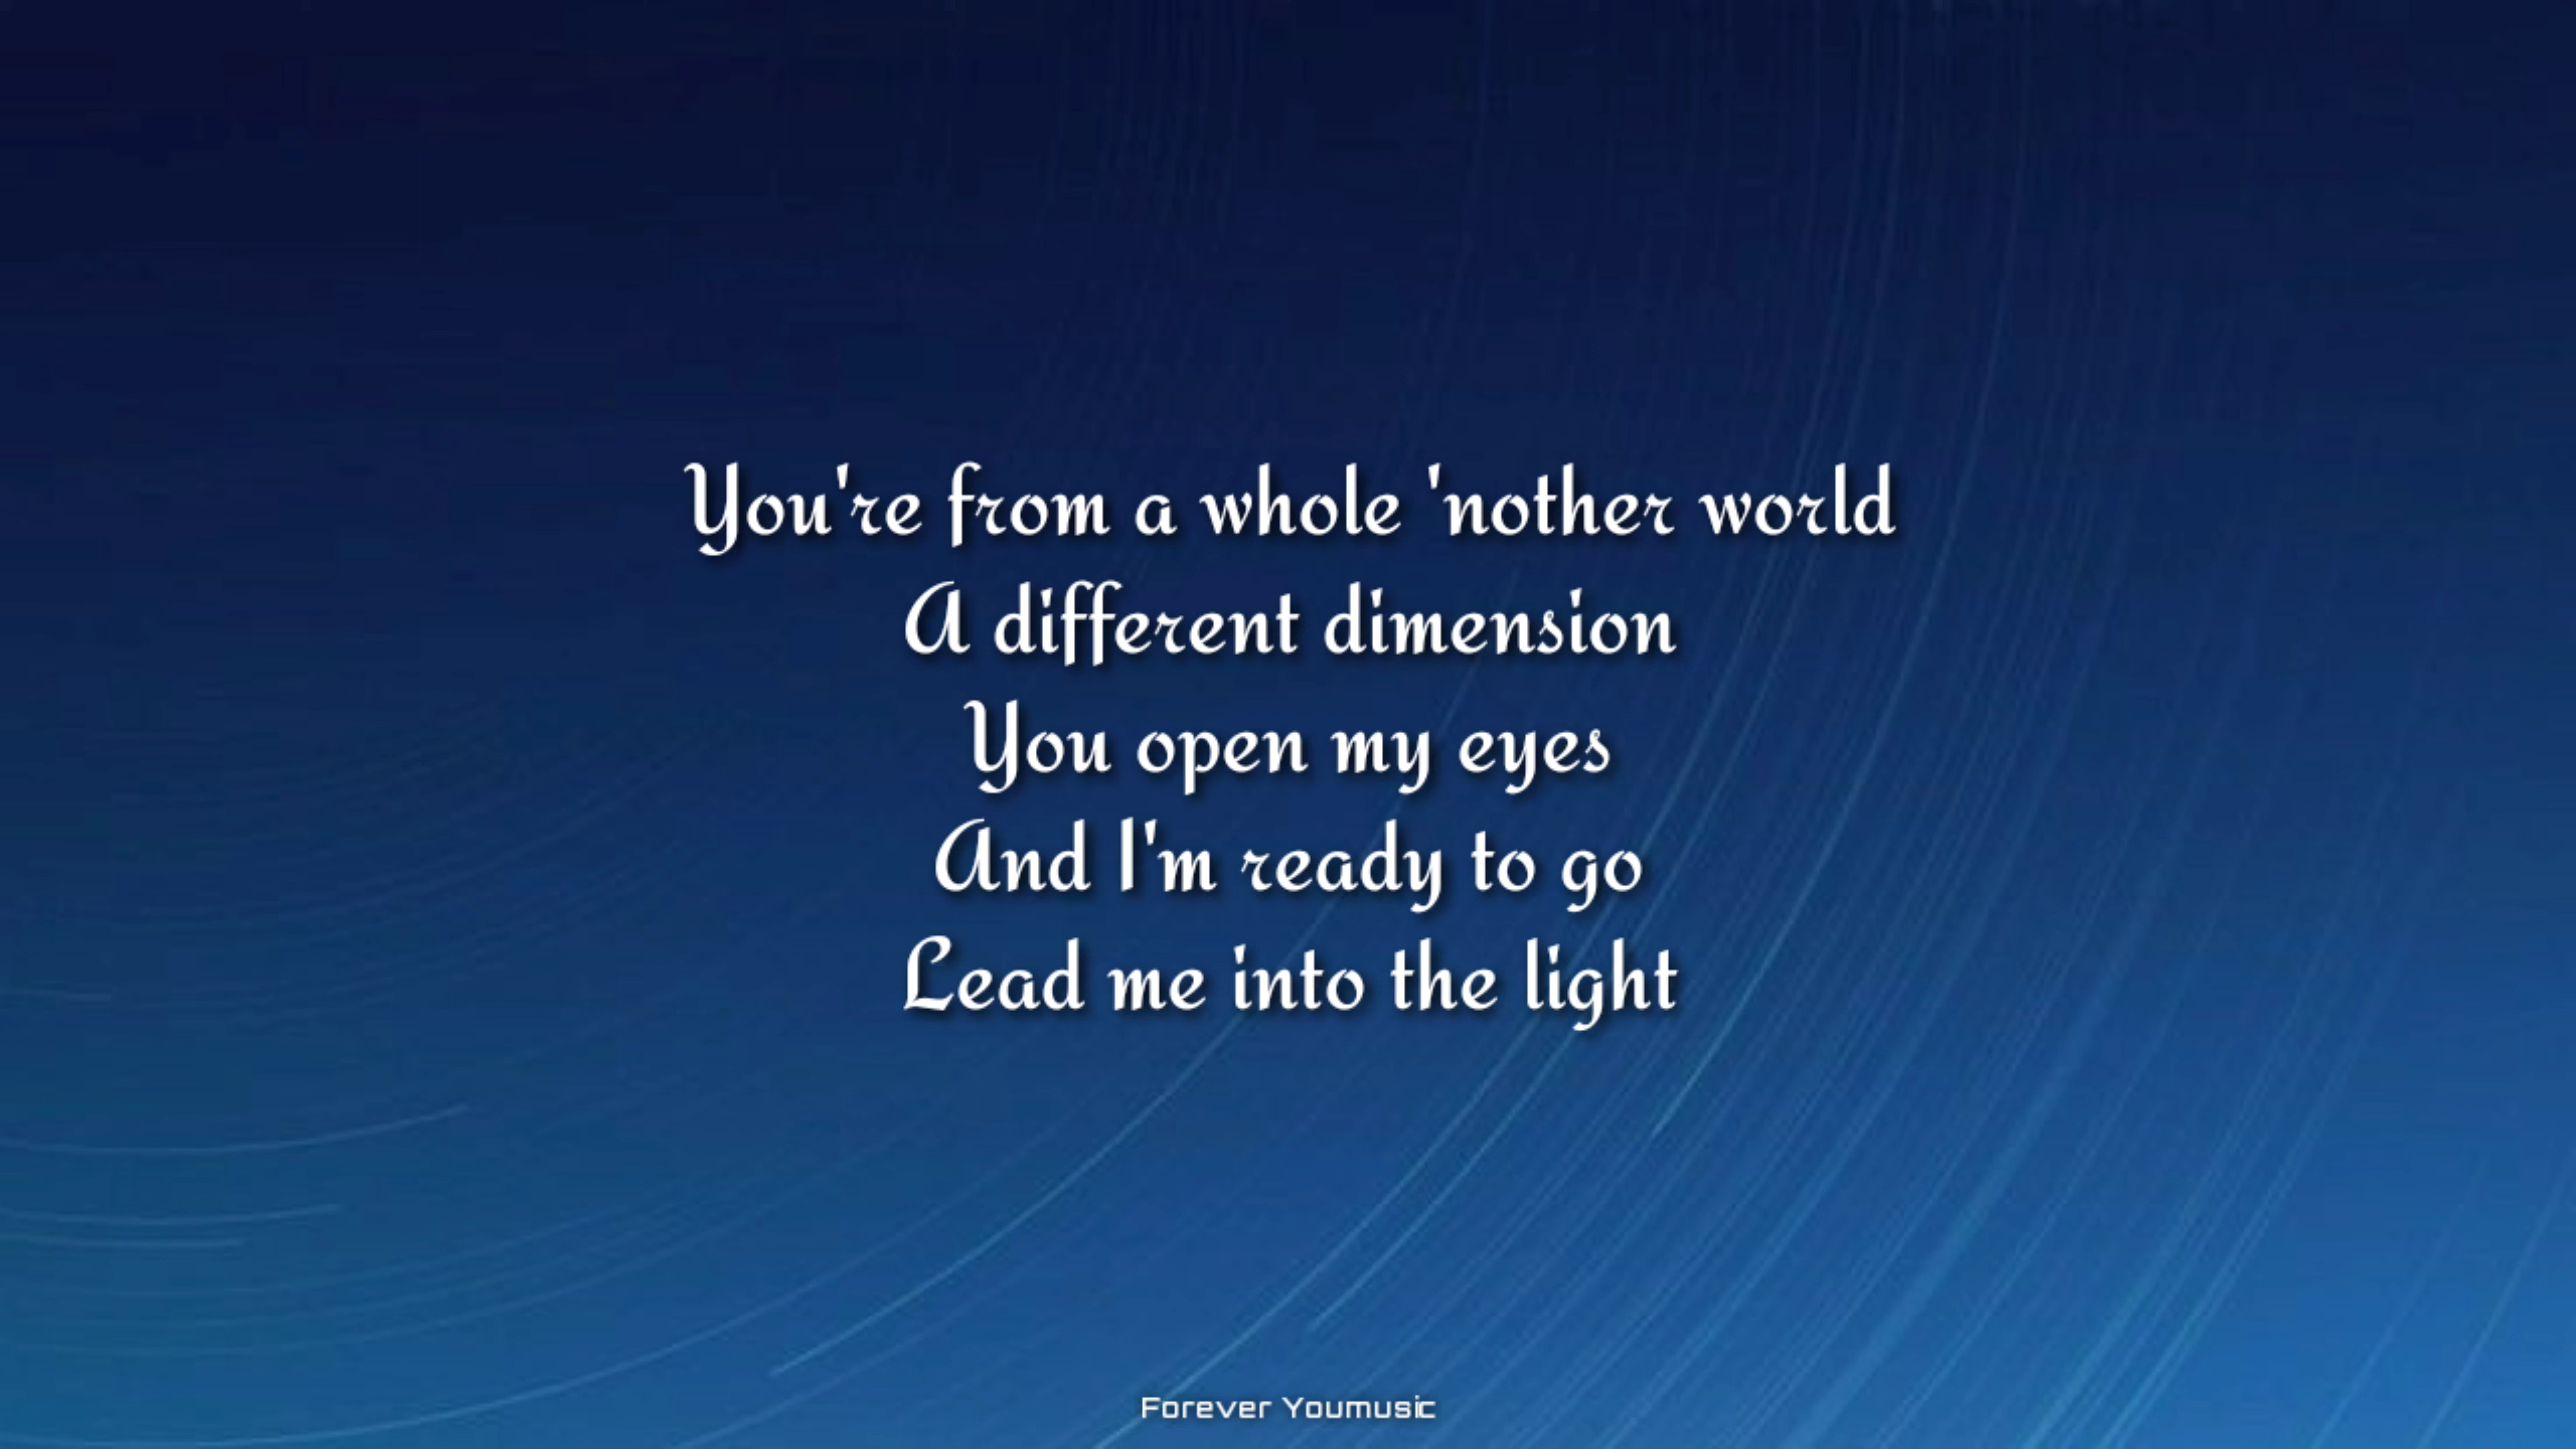 You're from a whole 'nother world
A different dimension
You open my eyes
And I'm ready to go
Lead me into the light
Forever Youmusic